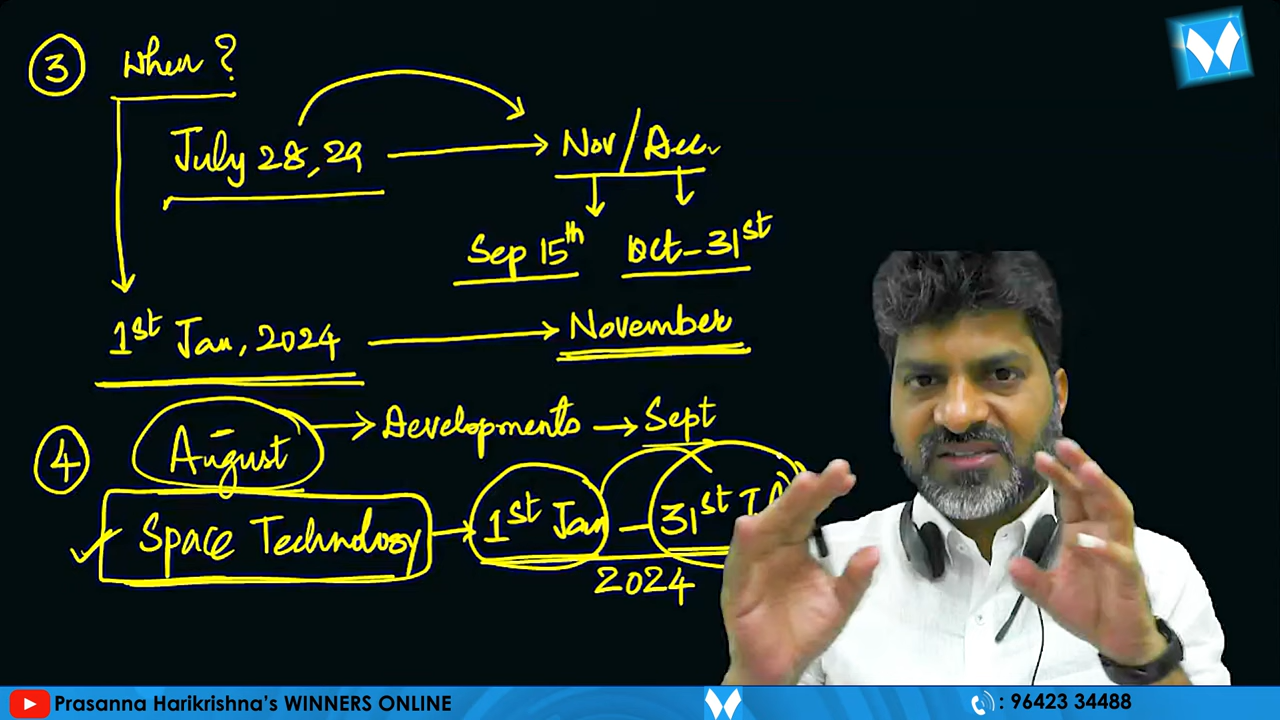 ③ When?
July 28, 29 → Nov/Dec.
Sep 15th Oct-31st
1st Jan, 2024 → November
④ August → Developments → Sept
Space Technology → 1st Jan - 31st
2024
Prasanna Harikrishna's WINNERS ONLINE
: 96423 34488